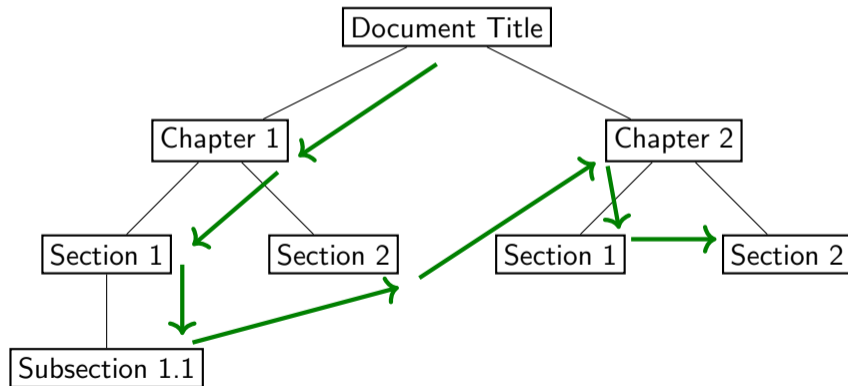 Document Title
Chapter 1
Chapter 2
Section 1
Section 2
Section 1
Section 2
Subsection 1.1